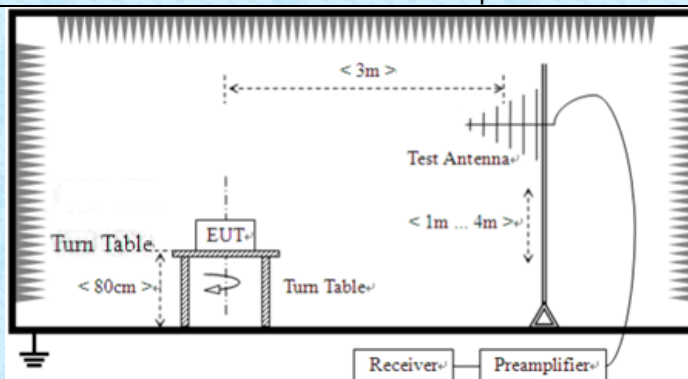 < 3m >
Test Antenna
< 1m ... 4m >
EUT
Turn Table
< 80cm >
Turn Table
Receiver
Preamplifier